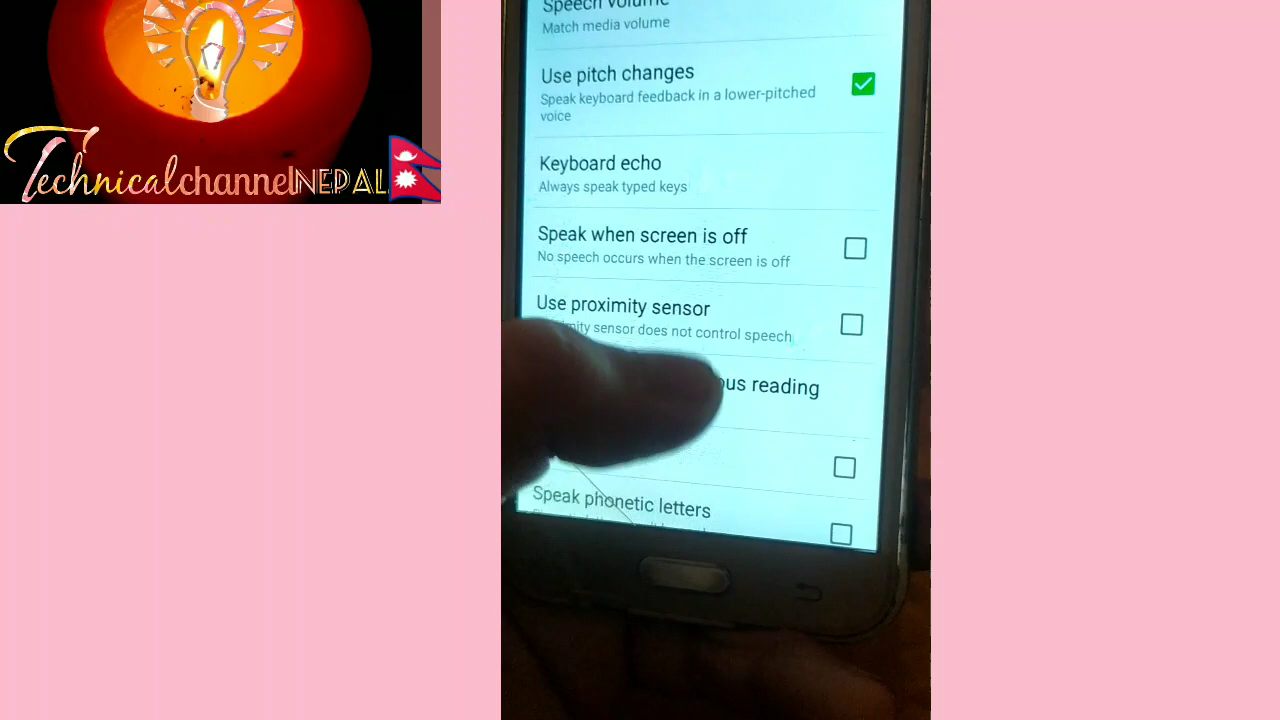 TechnicalchannelNEPAL
Speech volume
Match media volume
Use pitch changes
Speak keyboard feedback in a lower-pitched
voice
Keyboard echo
Always speak typed keys
Speak when screen is off
No speech occurs when the screen is off
Use proximity sensor
sensor does not control speech
reading
Speak phonetic letters